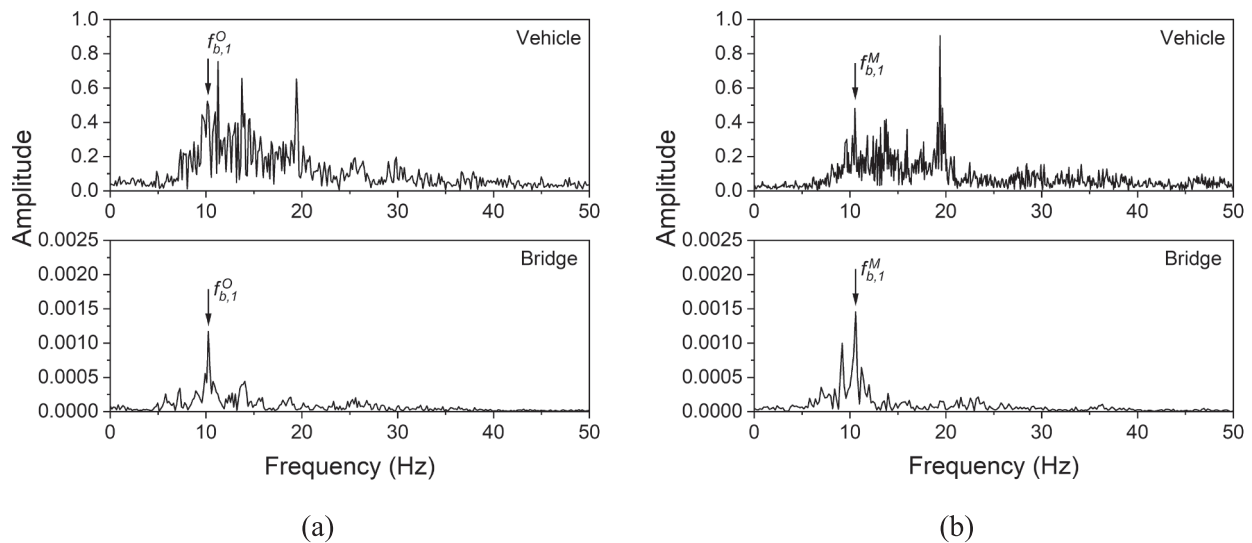 1.0
0.8
0.6
0.4
0.2
0.0
0 10 20 30 40 50
Vehicle
f_{b,1}^{O}
0.0025
0.0020
0.0015
0.0010
0.0005
0.0000
0 10 20 30 40 50
Bridge
f_{b,1}^{O}
Amplitude
Frequency (Hz)
(a)
1.0
0.8
0.6
0.4
0.2
0.0
0 10 20 30 40 50
Vehicle
f_{b,1}^{M}
0.0025
0.0020
0.0015
0.0010
0.0005
0.0000
0 10 20 30 40 50
Bridge
f_{b,1}^{M}
Amplitude
Frequency (Hz)
(b)